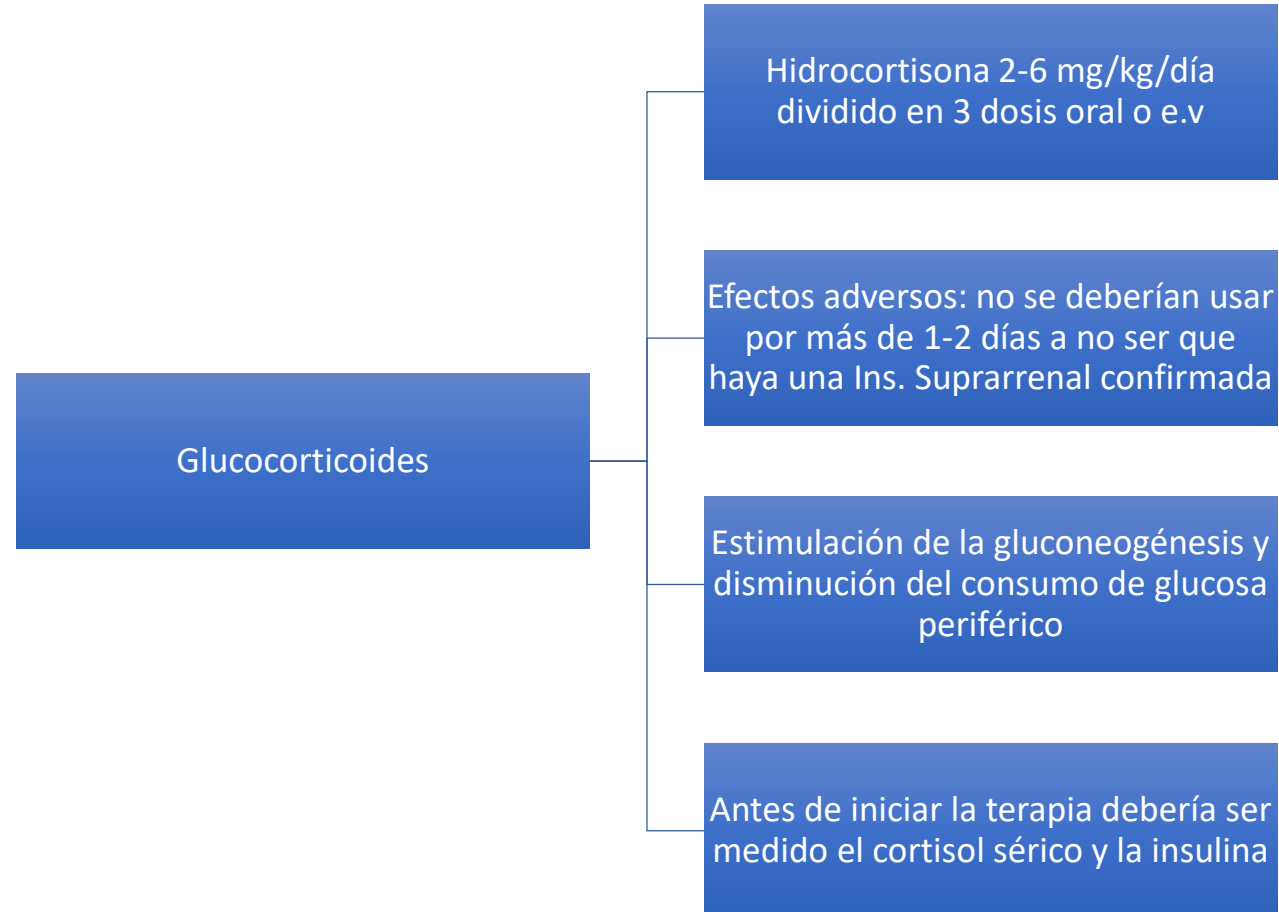 Glucocorticoides
Hidrocortisona 2-6 mg/kg/día
dividido en 3 dosis oral o e.v
Efectos adversos: no se deberían usar
por más de 1-2 días a no ser que
haya una Ins. Suprarrenal confirmada
Estimulación de la gluconeogénesis y
disminución del consumo de glucosa
periférico
Antes de iniciar la terapia debería ser
medido el cortisol sérico y la insulina